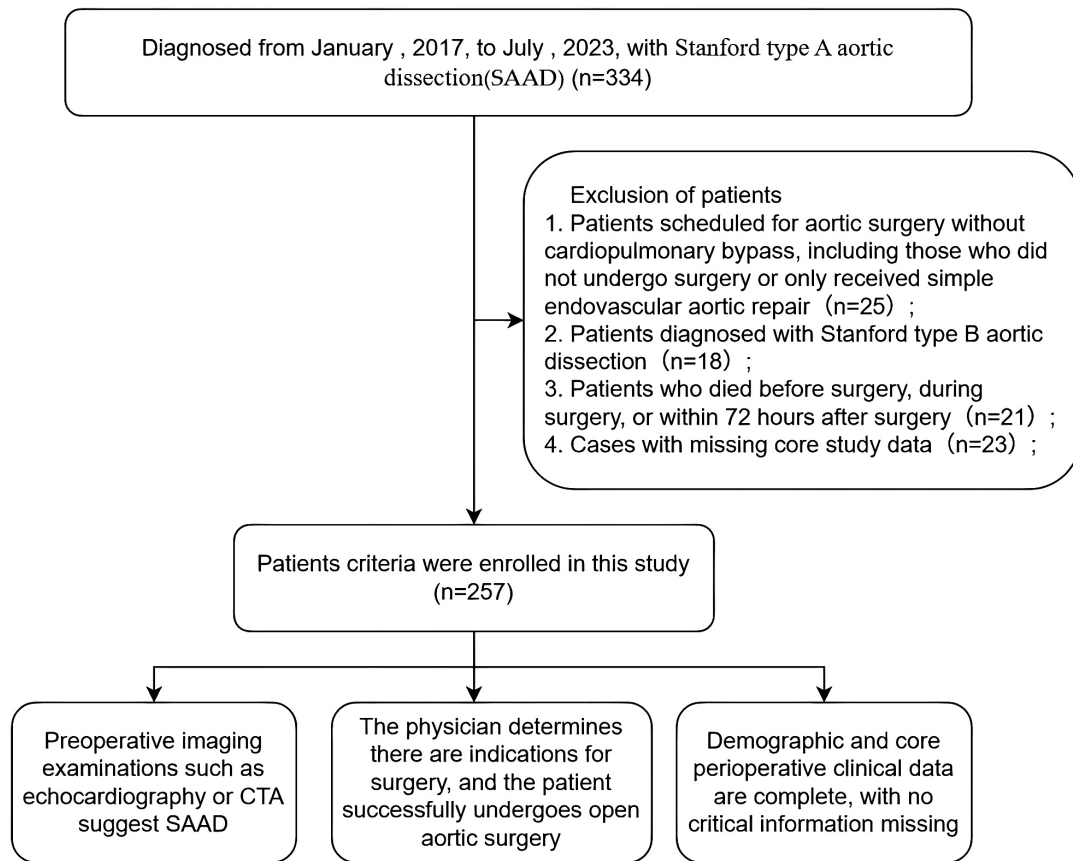 Diagnosed from January , 2017, to July , 2023, with Stanford type A aortic
dissection(SAAD) (n=334)
Exclusion of patients
1. Patients scheduled for aortic surgery without
cardiopulmonary bypass, including those who did
not undergo surgery or only received simple
endovascular aortic repair（n=25）;
2. Patients diagnosed with Stanford type B aortic
dissection（n=18）;
3. Patients who died before surgery, during
surgery, or within 72 hours after surgery（n=21）;
4. Cases with missing core study data（n=23）;
Patients criteria were enrolled in this study
(n=257)
Preoperative imaging
examinations such as
echocardiography or CTA
suggest SAAD
The physician determines
there are indications for
surgery, and the patient
successfully undergoes open
aortic surgery
Demographic and core
perioperative clinical data
are complete, with no
critical information missing